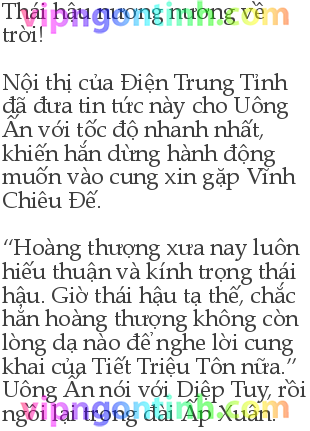 Thái hậu nương nương về
trời!
Nội thị của Điện Trung Tỉnh
đã đưa tin tức này cho Uông
Ấn với tốc độ nhanh nhất,
khiến hắn dừng hành động
muốn vào cung xin gặp Vĩnh
Chiêu Đế.
“Hoàng thượng xưa nay luôn
hiếu thuận và kính trọng thái
hậu. Giờ thái hậu tạ thế, chắc
hẳn hoàng thượng không còn
lòng dạ nào để nghe lời cung
khai của Tiết Triệu Tôn nữa.”
Uông Ấn nói với Diệp Tuy, rồi
ngồi lại trong đài Ấp Xuân.
vipngontinh.com
vipngontinh.com